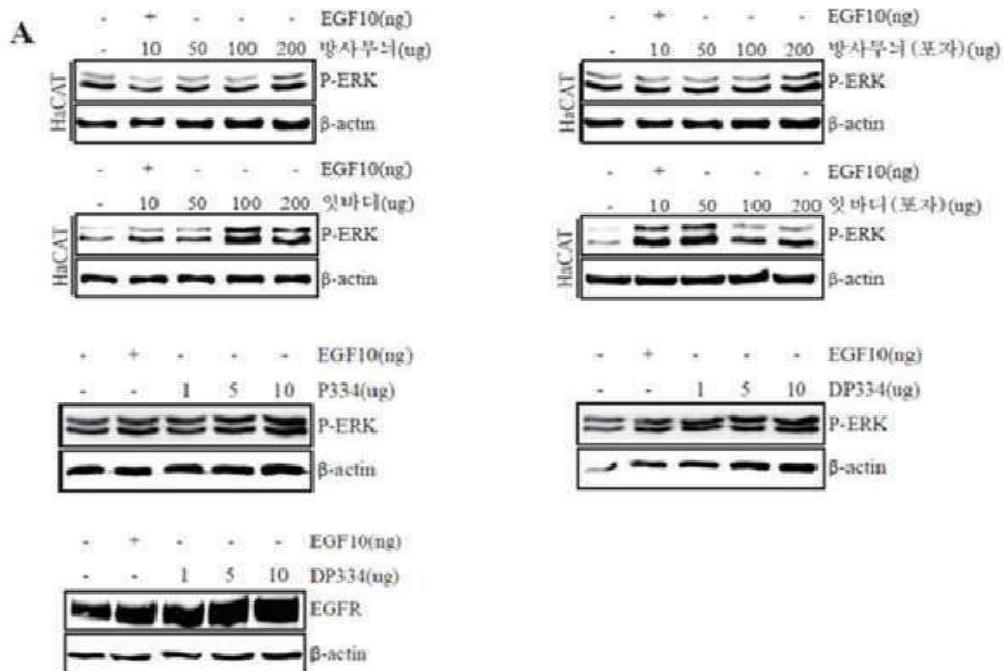 A
- + - - - EGF10(ng)
- 10 50 100 200 방사무늬(ug)
HaCAT
P-ERK
β-actin
- + - - - EGF10(ng)
- 10 50 100 200 방사무늬(포자)(ug)
HaCAT
P-ERK
β-actin
- + - - - EGF10(ng)
- 10 50 100 200 잇바디(ug)
HaCAT
P-ERK
β-actin
- + - - - EGF10(ng)
- 10 50 100 200 잇바디(포자)(ug)
HaCAT
P-ERK
β-actin
- + - - - EGF10(ng)
- - 1 5 10 P334(ug)
P-ERK
β-actin
- + - - - EGF10(ng)
- - 1 5 10 DP334(ug)
P-ERK
β-actin
- + - - - EGF10(ng)
- - 1 5 10 DP334(ug)
EGFR
β-actin